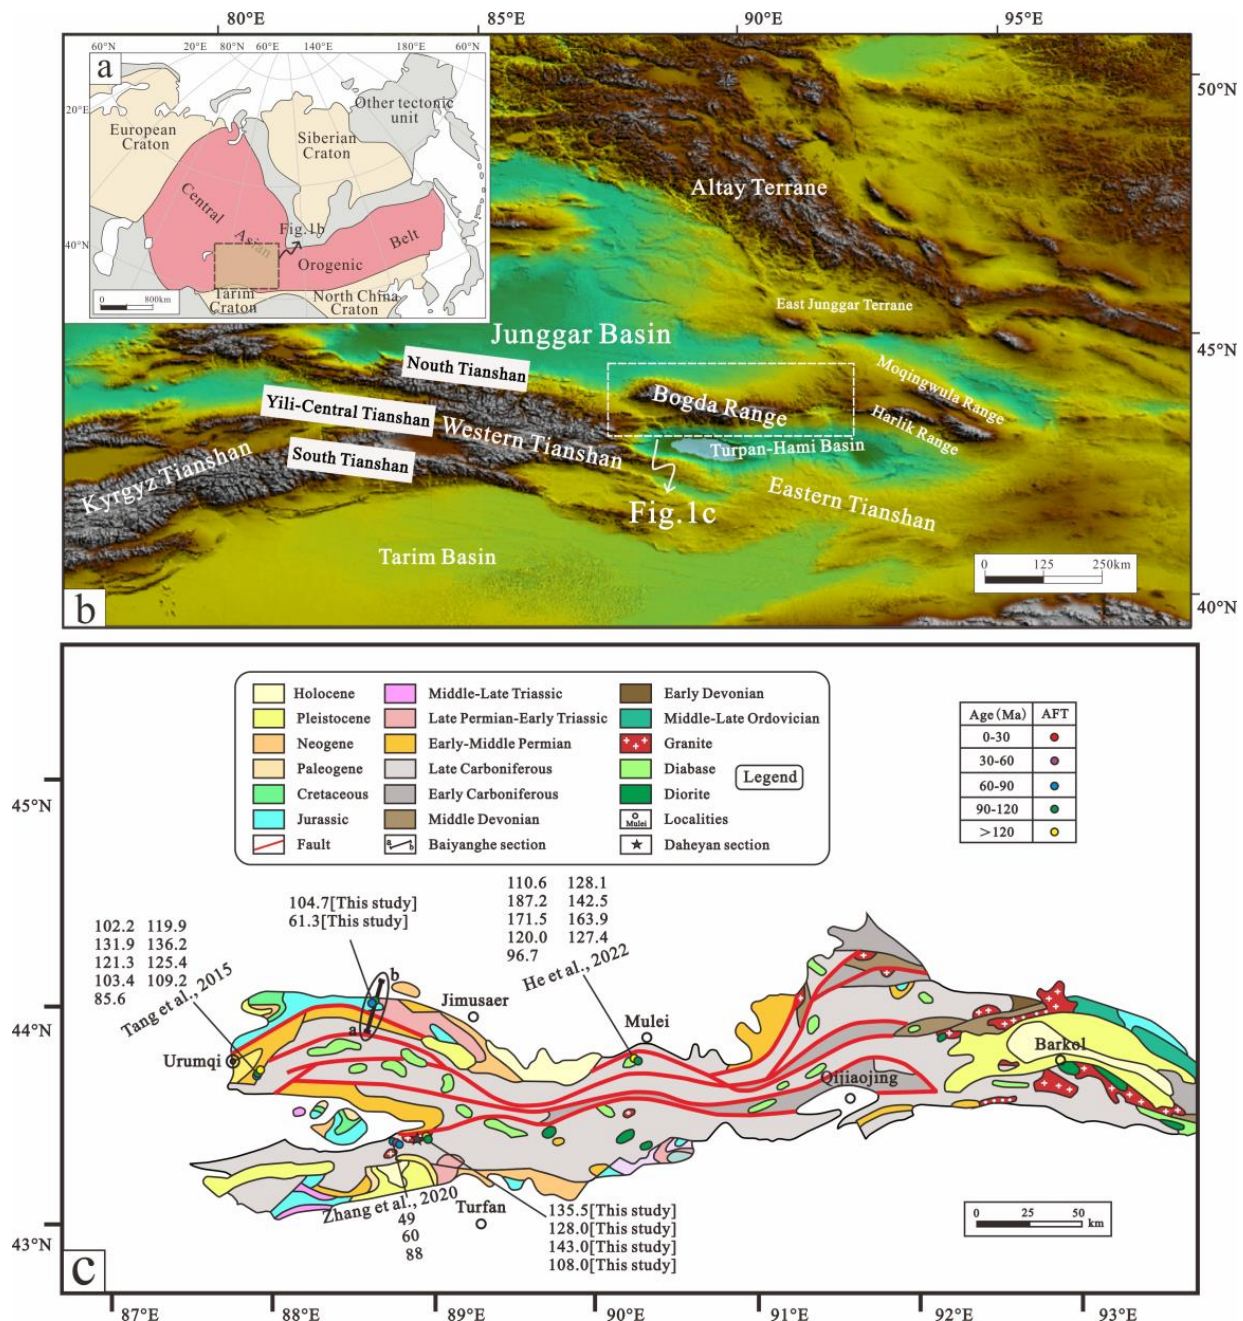 80°E 85°E 90°E 95°E
60°N 20°E 80°N 60°E 140°E 180°E 60°N
a
50°N
20°E
European
Craton
Siberian
Craton
Other tectonic
unit
Central
Asian
Orogenic
Belt
Fig.1b
40°N
0 800km
Tarim
Craton
North China
Craton
Altay Terrane
East Junggar Terrane
Junggar Basin
45°N
Nouth Tianshan
Moqingwula Range
Yili-Central Tianshan
Bogda Range
Harlik Range
Western Tianshan
Turpan-Hami Basin
South Tianshan
Kyrgyz Tianshan
Eastern Tianshan
Fig.1c
Tarim Basin
0 125 250km
b
40°N
Holocene
Pleistocene
Neogene
Paleogene
Cretaceous
Jurassic
Fault
Middle-Late Triassic
Late Permian-Early Triassic
Early-Middle Permian
Late Carboniferous
Early Carboniferous
Middle Devonian
a b Baiyanghe section
Early Devonian
Middle-Late Ordovician
Granite
Diabase
Diorite
Mulei Localities
Daheyan section
Legend
Age(Ma) AFT
0-30
30-60
60-90
90-120
>120
45°N
44°N
43°N
102.2 119.9
131.9 136.2
121.3 125.4
103.4 109.2
85.6
Tang et al., 2015
104.7[This study]
61.3[This study]
110.6 128.1
187.2 142.5
171.5 163.9
120.0 127.4
96.7
He et al., 2022
b
a
Jimusaer
Urumqi
Mulei
Barkol
Qijiaojing
Zhang et al., 2020
49
60
88
Turfan
135.5[This study]
128.0[This study]
143.0[This study]
108.0[This study]
0 25 50
km
c
87°E 88°E 89°E 90°E 91°E 92°E 93°E